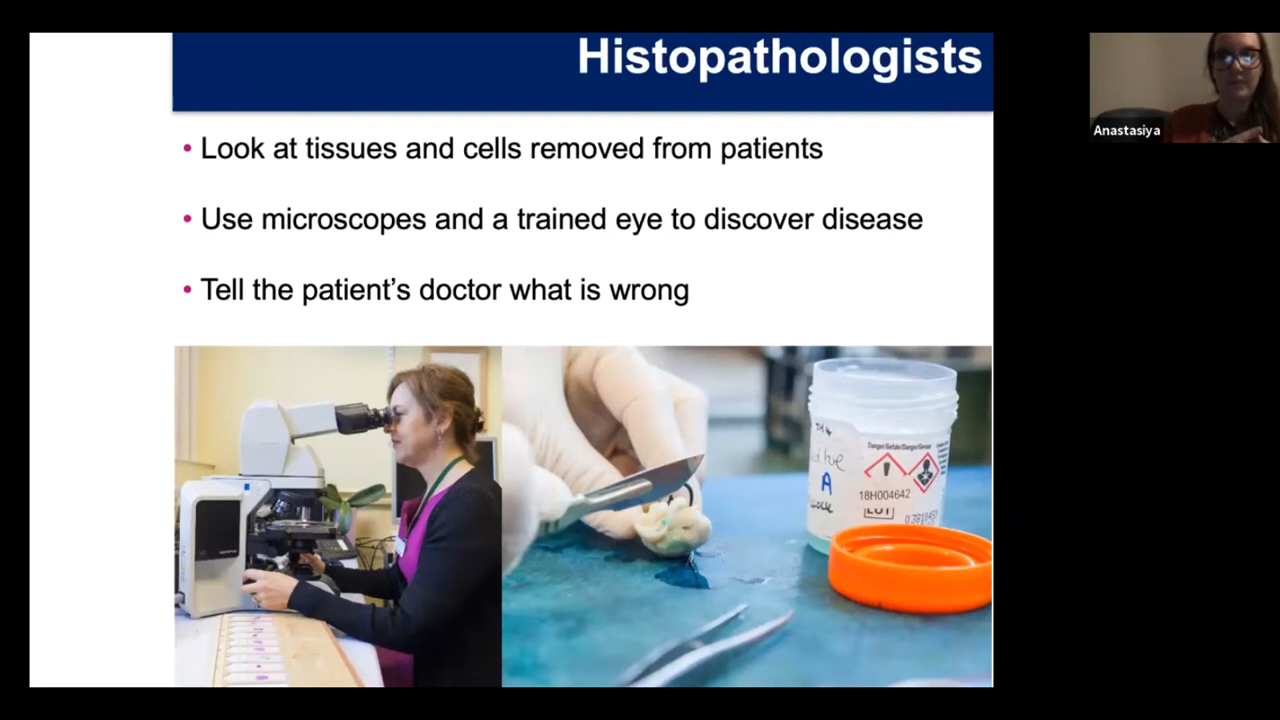 Histopathologists
• Look at tissues and cells removed from patients
• Use microscopes and a trained eye to discover disease
• Tell the patient’s doctor what is wrong
Anastasiya
A
18H004642
LOT